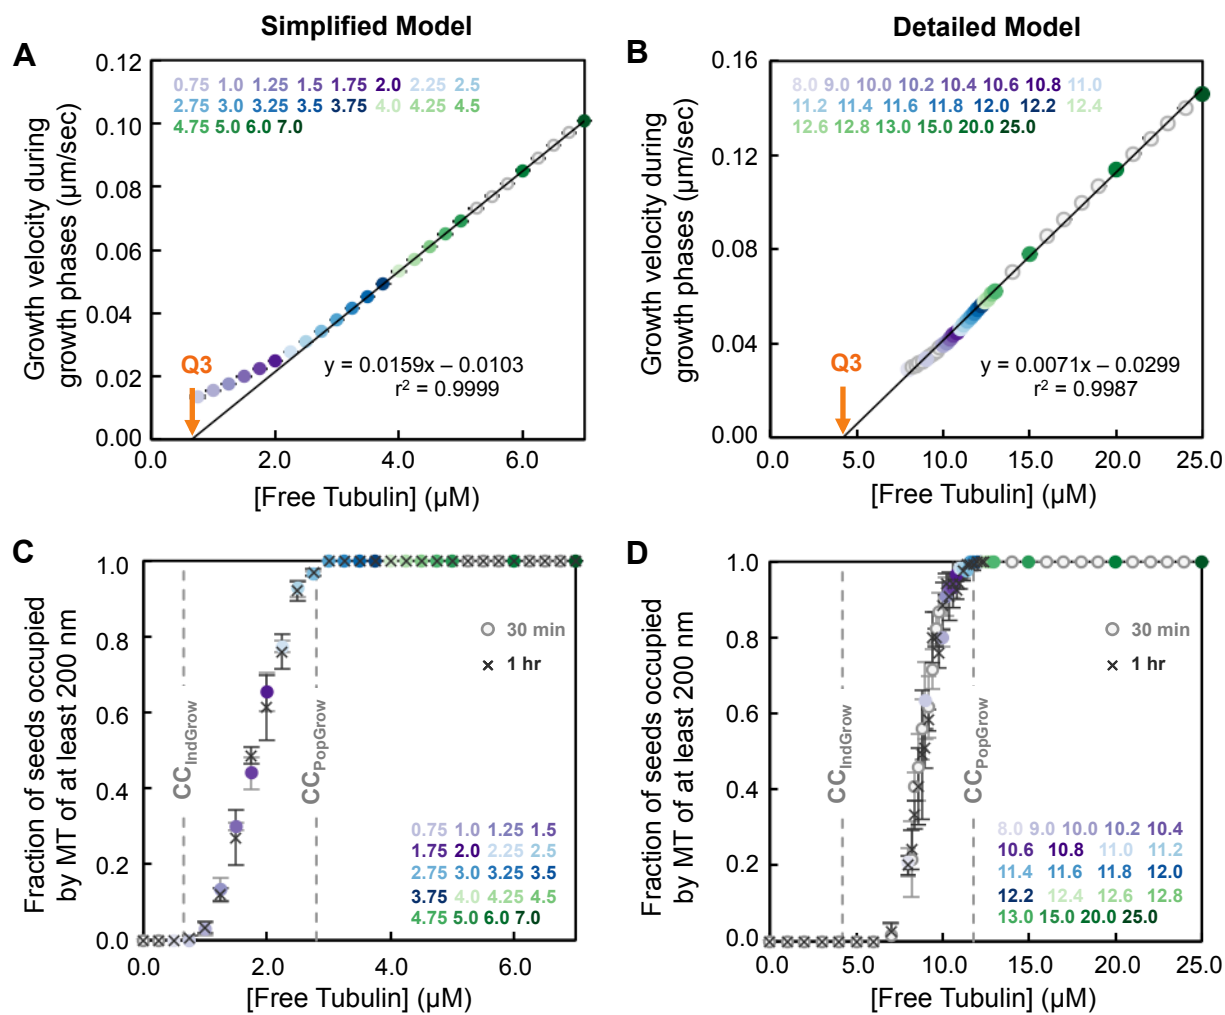 Simplified Model
A
0.12
0.10
0.08
0.06
0.04
0.02
0.00
Growth velocity during
growth phases (μm/sec)
0.75 1.0 1.25 1.5 1.75 2.0 2.25 2.5
2.75 3.0 3.25 3.5 3.75 4.0 4.25 4.5
4.75 5.0 6.0 7.0
Q3
y = 0.0159x – 0.0103
r² = 0.9999
0.0 2.0 4.0 6.0
[Free Tubulin] (μM)
Detailed Model
B
0.16
0.12
0.08
0.04
0.00
Growth velocity during
growth phases (μm/sec)
8.0 9.0 10.0 10.2 10.4 10.6 10.8 11.0
11.2 11.4 11.6 11.8 12.0 12.2 12.4
12.6 12.8 13.0 15.0 20.0 25.0
Q3
y = 0.0071x – 0.0299
r² = 0.9987
0.0 5.0 10.0 15.0 20.0 25.0
[Free Tubulin] (μM)
C
1.0
0.8
0.6
0.4
0.2
0.0
Fraction of seeds occupied
by MT of at least 200 nm
CCIndGrow
CCPopGrow
30 min
1 hr
0.75 1.0 1.25 1.5
1.75 2.0 2.25 2.5
2.75 3.0 3.25 3.5
3.75 4.0 4.25 4.5
4.75 5.0 6.0 7.0
0.0 2.0 4.0 6.0
[Free Tubulin] (μM)
D
1.0
0.8
0.6
0.4
0.2
0.0
Fraction of seeds occupied
by MT of at least 200 nm
CCIndGrow
CCPopGrow
30 min
1 hr
8.0 9.0 10.0 10.2 10.4
10.6 10.8 11.0 11.2
11.4 11.6 11.8 12.0
12.2 12.4 12.6 12.8
13.0 15.0 20.0 25.0
0.0 5.0 10.0 15.0 20.0 25.0
[Free Tubulin] (μM)